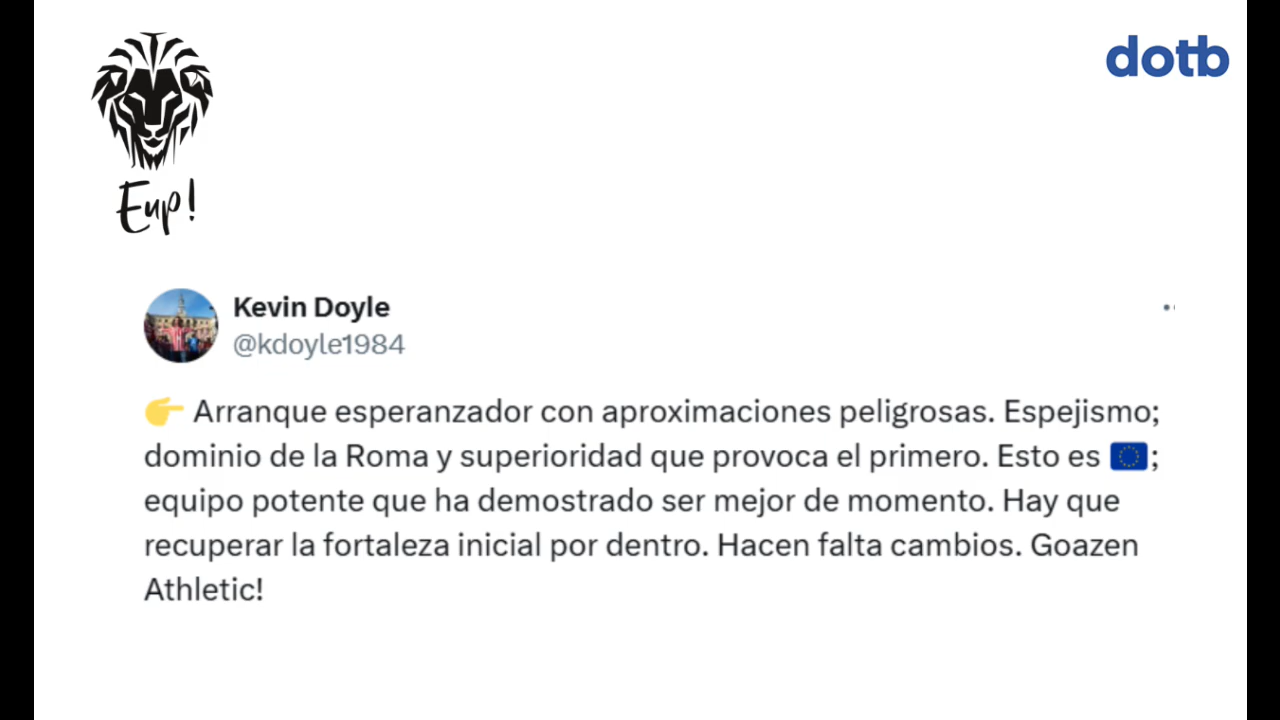 dotb
Eup!
Kevin Doyle
@kdoyle1984
👉 Arranque esperanzador con aproximaciones peligrosas. Espejismo;
dominio de la Roma y superioridad que provoca el primero. Esto es 🇪🇺;
equipo potente que ha demostrado ser mejor de momento. Hay que
recuperar la fortaleza inicial por dentro. Hacen falta cambios. Goazen
Athletic!